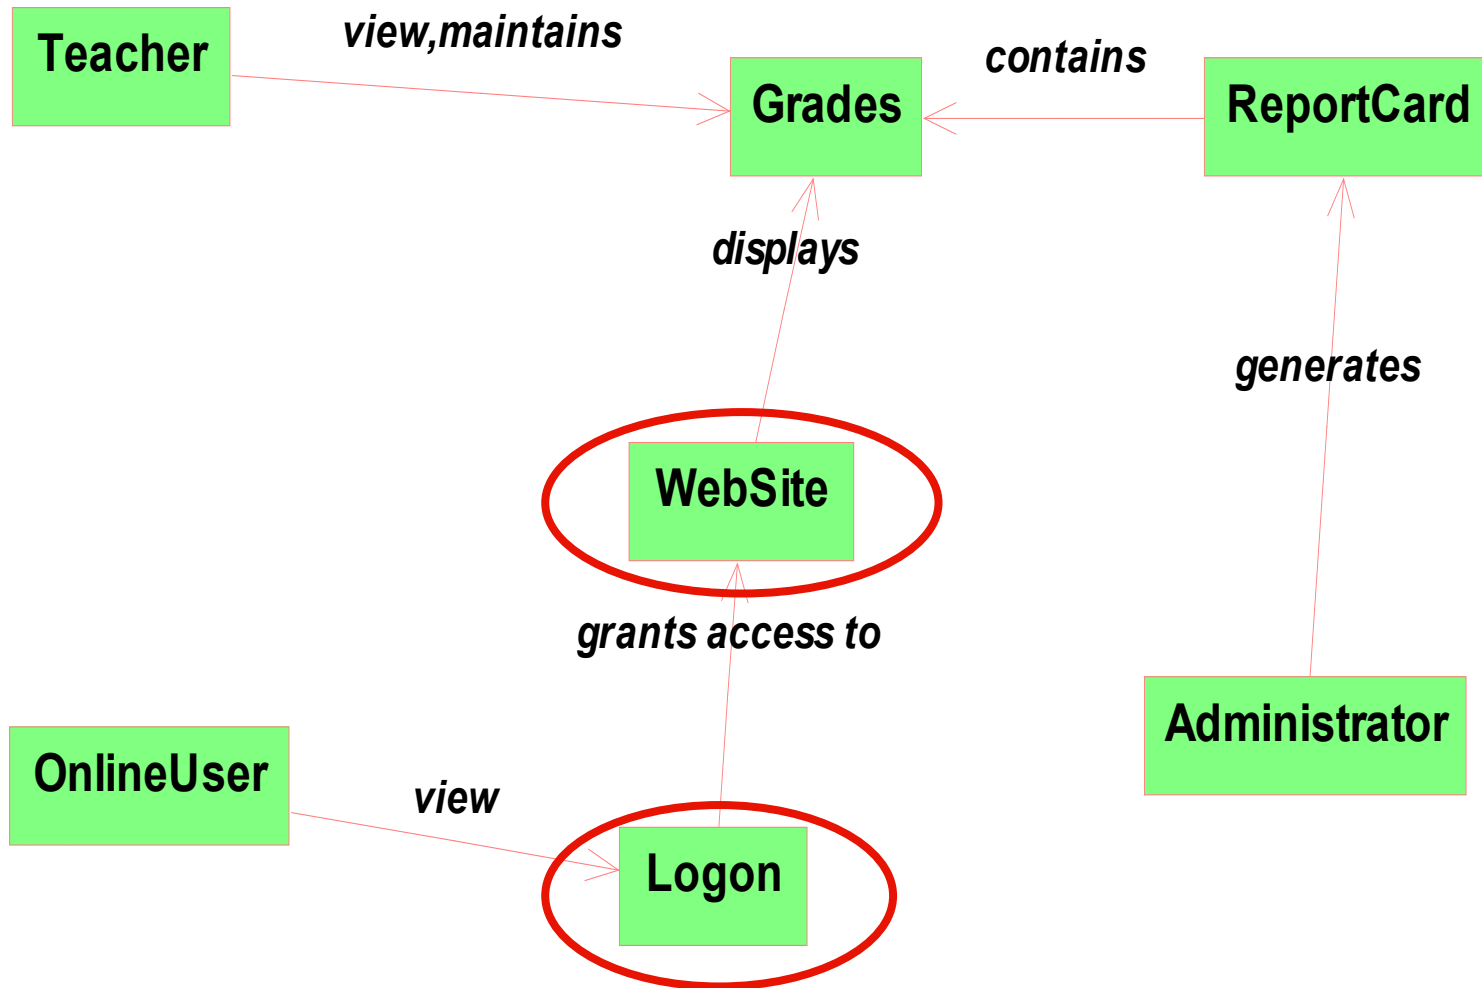 Teacher
view,maintains
Grades
contains
ReportCard
displays
generates
WebSite
grants access to
Administrator
OnlineUser
view
Logon